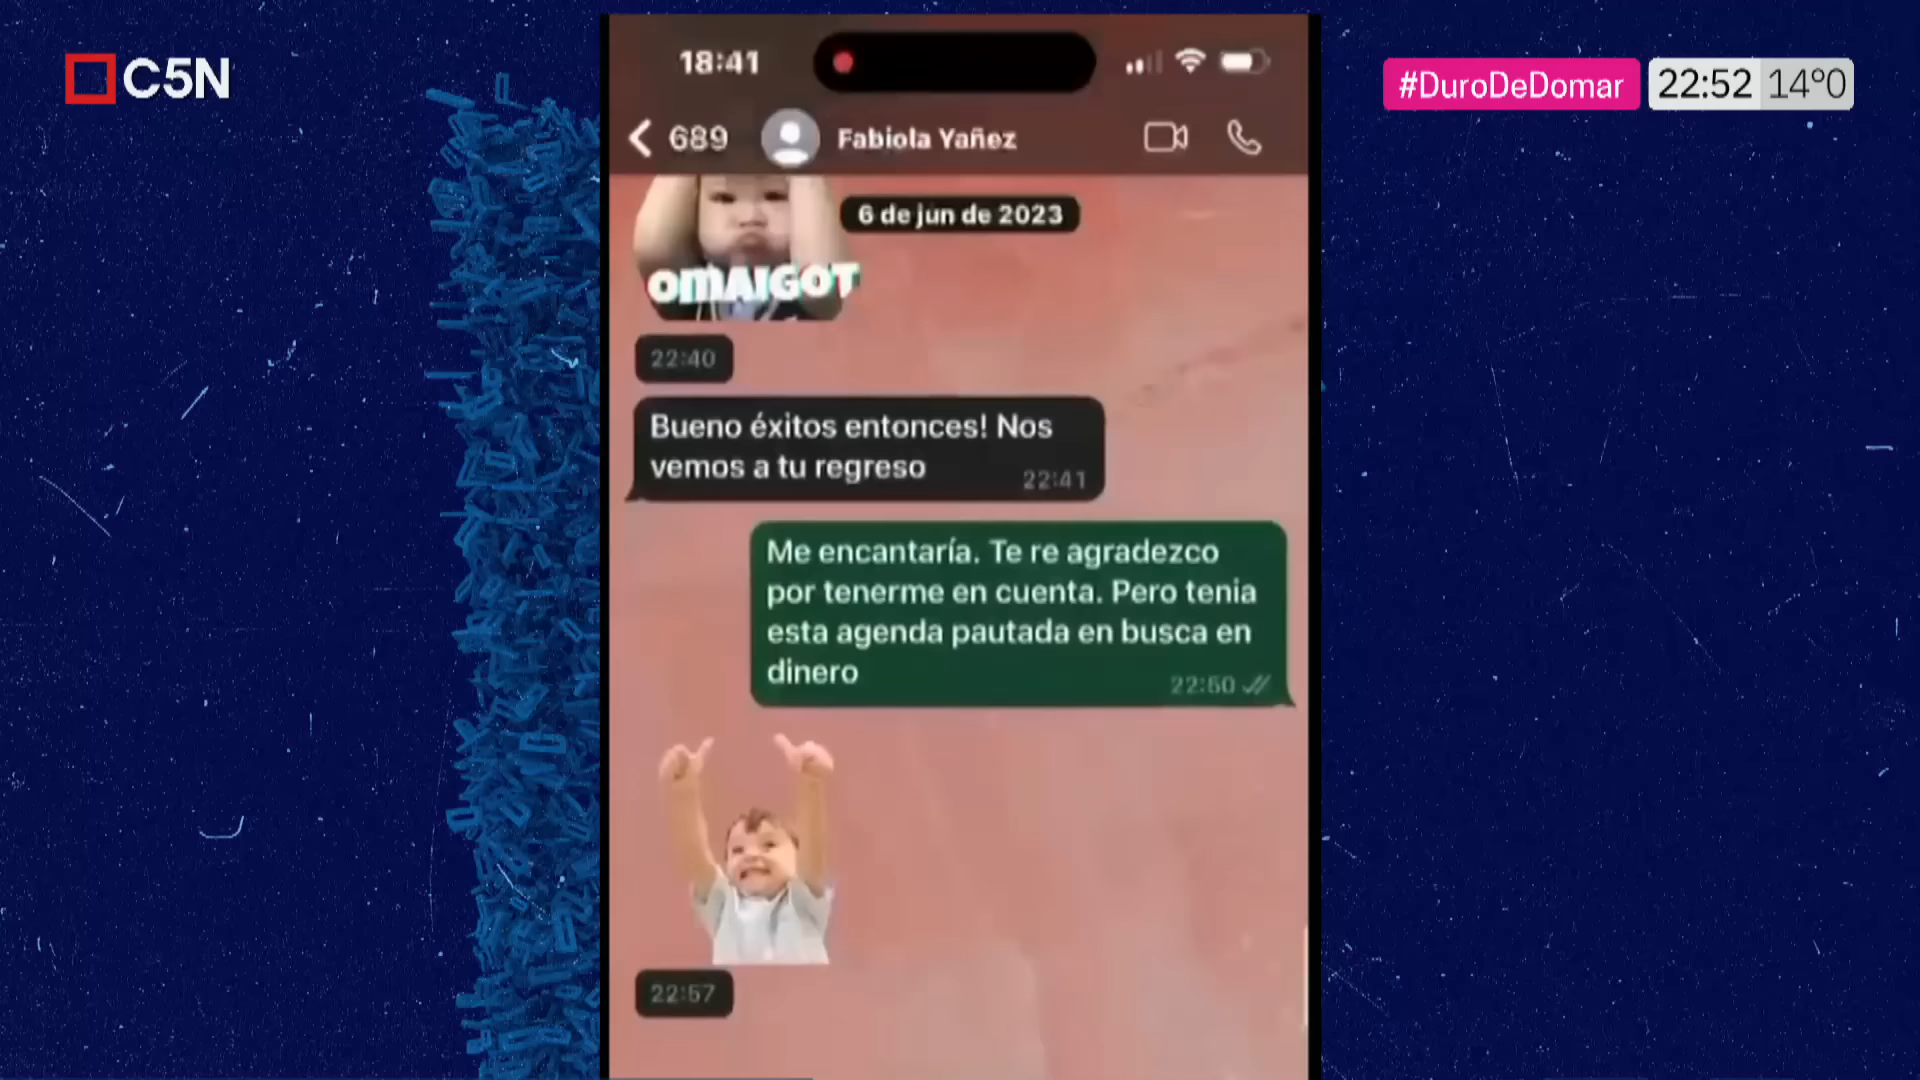 C5N
#DuroDeDomar
22:52 14º0
18:41
689
Fabiola Yañez
6 de jun de 2023
OMAIGOT
22:40
Bueno éxitos entonces! Nos
vemos a tu regreso
22:41
Me encantaría. Te re agradezco
por tenerme en cuenta. Pero tenia
esta agenda pautada en busca en
dinero
22:50
22:57